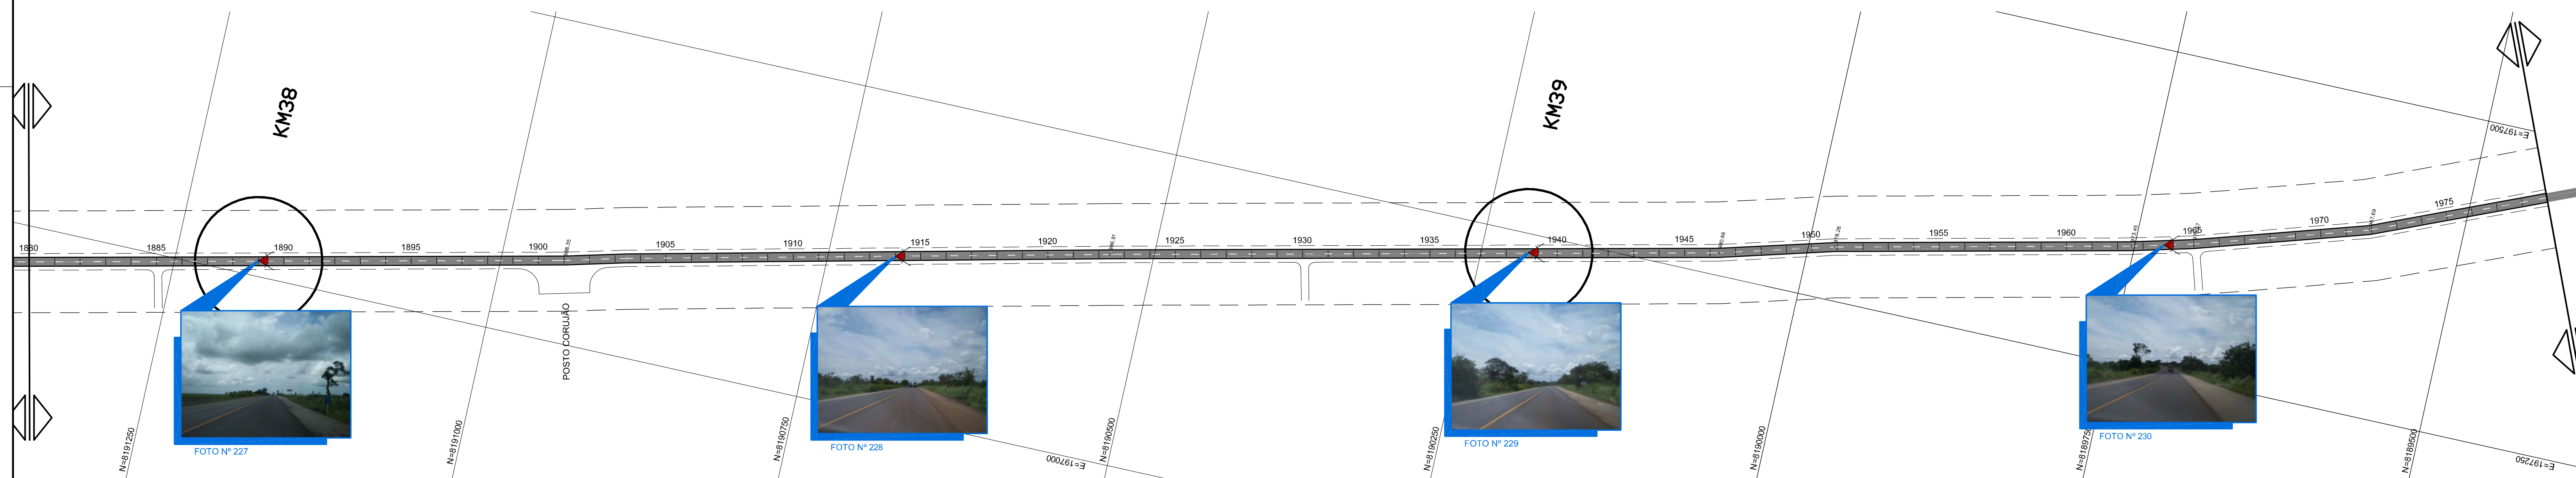 KM38
KM39
E=197500
1880
1885
1890
1895
1900
1905
1910
1915
1920
1925
1930
1935
1940
1945
1950
1955
1960
1965
1970
1975
POSTO CORUJÃO
N=8191250
FOTO Nº 227
N=8191000
N=8190750
FOTO Nº 228
E=197000
N=8190500
N=8190250
FOTO Nº 229
N=8190000
N=8189750
FOTO Nº 230
N=8189500
E=197250